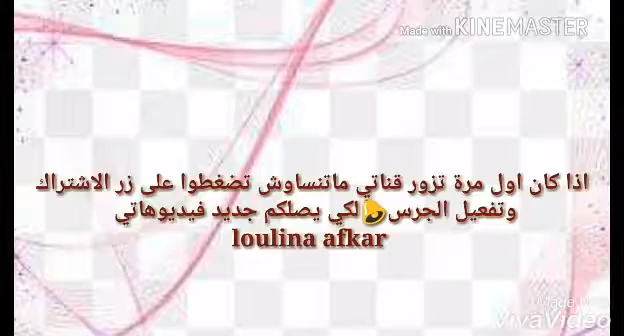 Made with KINEMASTER
اذا كان اول مرة تزور قناتي ماتنساوش تضغطوا على زر الاشتراك
وتفعيل الجرس🔔لكي يصلكم جديد فيديوهاتي
loulina afkar
Made in
VivaVideo